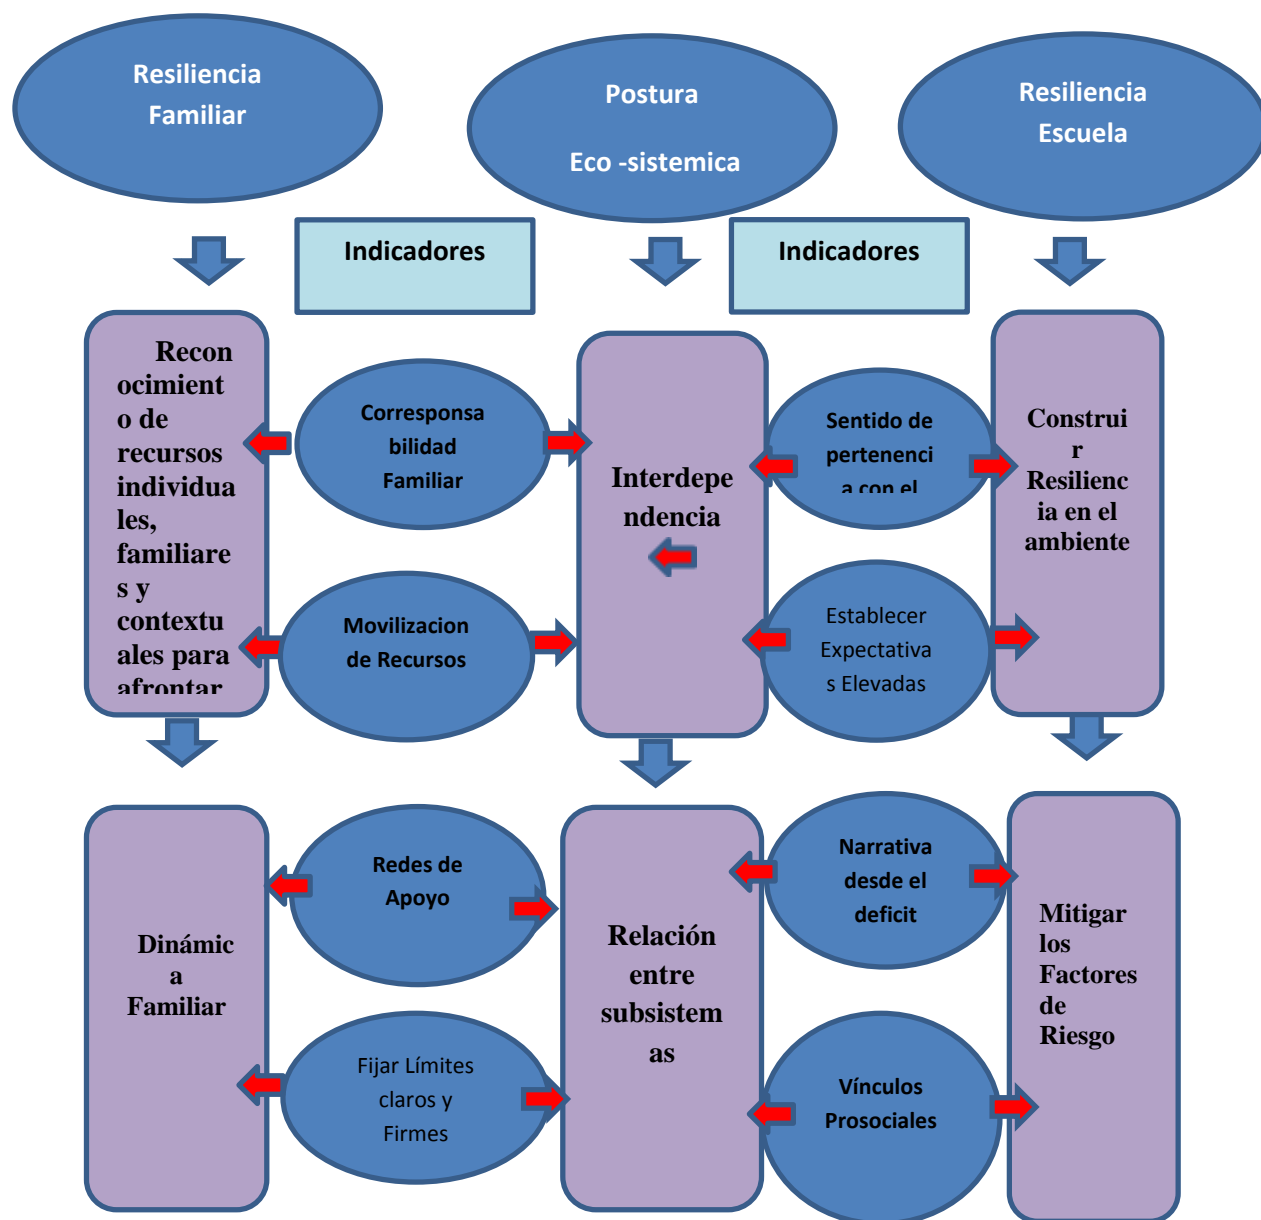 Resiliencia
Familiar
Postura
Eco -sistemica
Resiliencia
Escuela
Indicadores
Indicadores
Recon
ocimient
o de
recursos
individua
les,
familiare
s y
contextu
ales para
afrontar
Corresponsa
bilidad
Familiar
Interdepe
ndencia
Sentido de
pertenenci
a con el
Construi
r
Resilienc
ia en el
ambiente
Movilizacion
de Recursos
Establecer
Expectativa
s Elevadas
Dinámic
a
Familiar
Redes de
Apoyo
Relación
entre
subsistem
as
Narrativa
desde el
deficit
Mitigar
los
Factores
de
Riesgo
Fijar Límites
claros y
Firmes
Vínculos
Prosociales